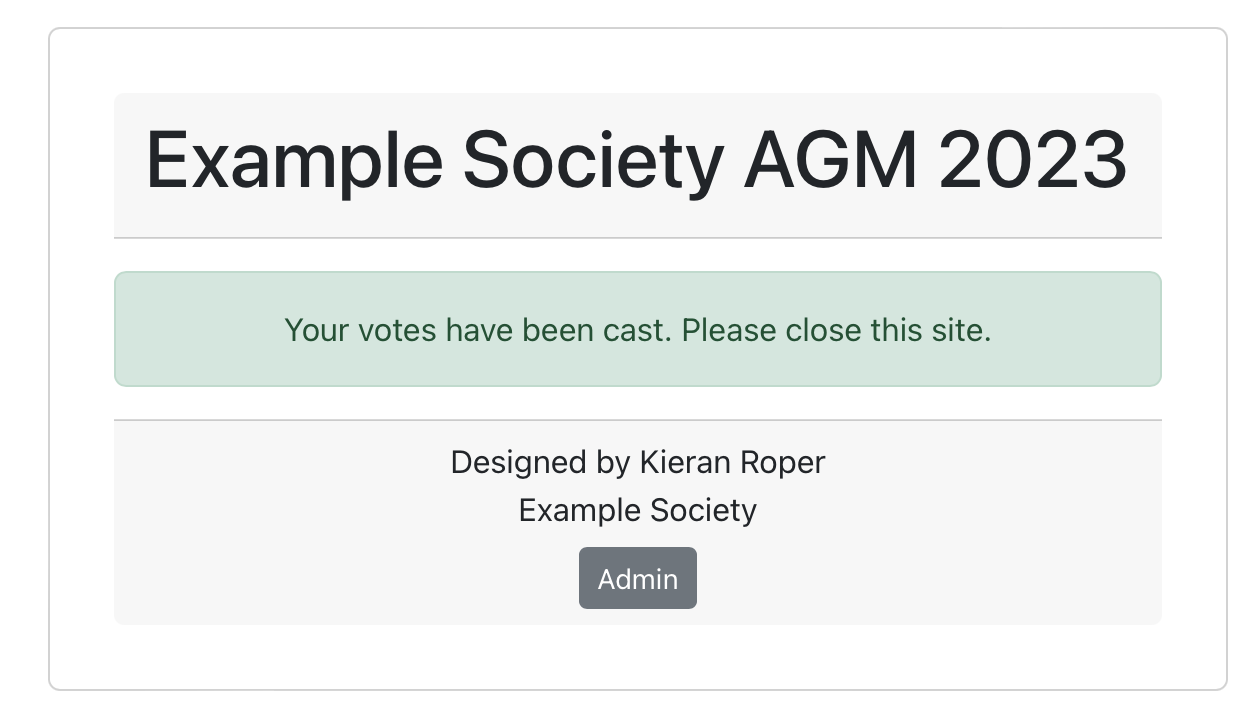 Example Society AGM 2023
Your votes have been cast. Please close this site.
Designed by Kieran Roper
Example Society
Admin